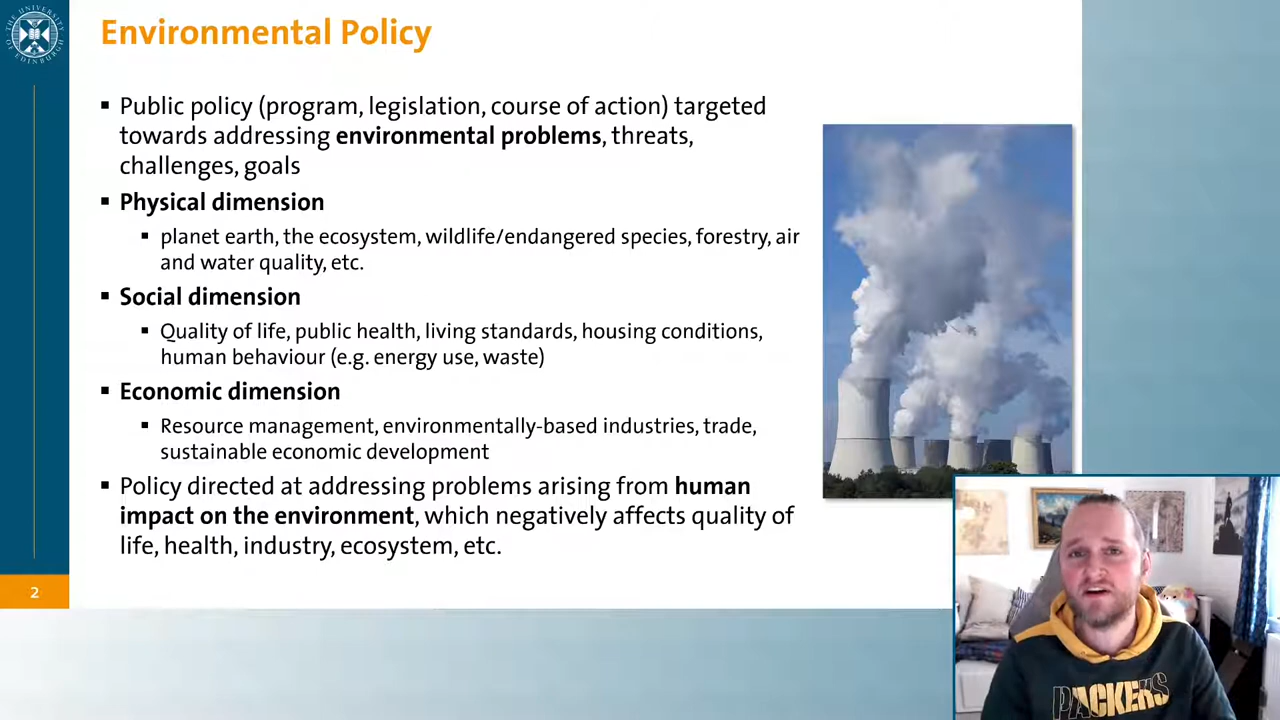 THE UNIVERSITY OF EDINBURGH
Environmental Policy
▪ Public policy (program, legislation, course of action) targeted
towards addressing environmental problems, threats,
challenges, goals
▪ Physical dimension
▪ planet earth, the ecosystem, wildlife/endangered species, forestry, air
and water quality, etc.
▪ Social dimension
▪ Quality of life, public health, living standards, housing conditions,
human behaviour (e.g. energy use, waste)
▪ Economic dimension
▪ Resource management, environmentally-based industries, trade,
sustainable economic development
▪ Policy directed at addressing problems arising from human
impact on the environment, which negatively affects quality of
life, health, industry, ecosystem, etc.
2
PACKERS